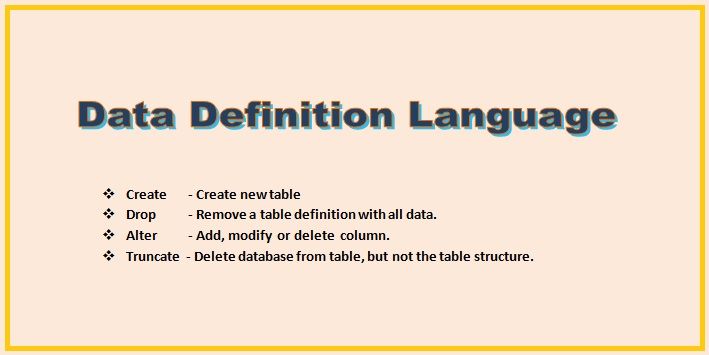 Data Definition Language
❖ Create - Create new table
❖ Drop - Remove a table definition with all data.
❖ Alter - Add, modify or delete column.
❖ Truncate - Delete database from table, but not the table structure.